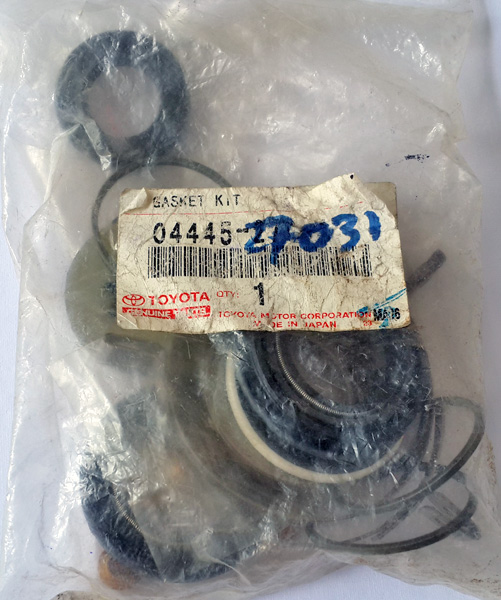 GASKET KIT
04445-27031
TOYOTA QTY. 1
GENUINE PARTS TOYOTA MOTOR CORPORATION
MADE IN JAPAN